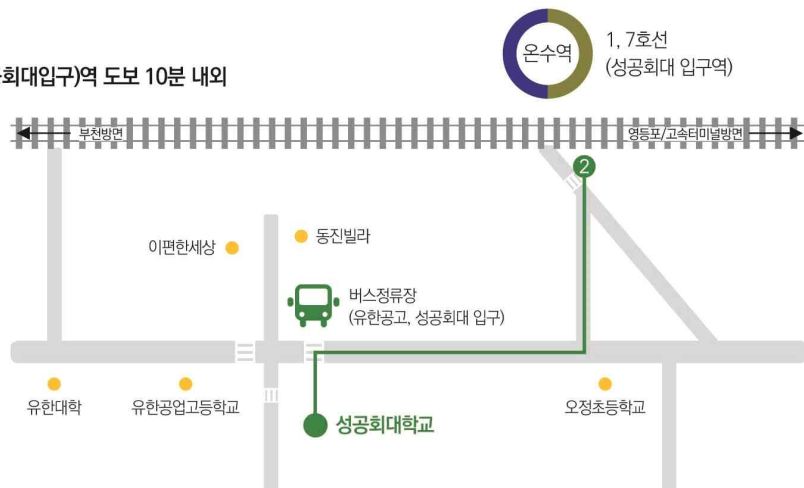 온수역
1, 7호선
(성공회대 입구역)
회대입구)역 도보 10분 내외
부천방면
영등포/고속터미널방면
2
이편한세상
동진빌라
버스정류장
(유한공고, 성공회대 입구)
유한대학
유한공업고등학교
성공회대학교
오정초등학교